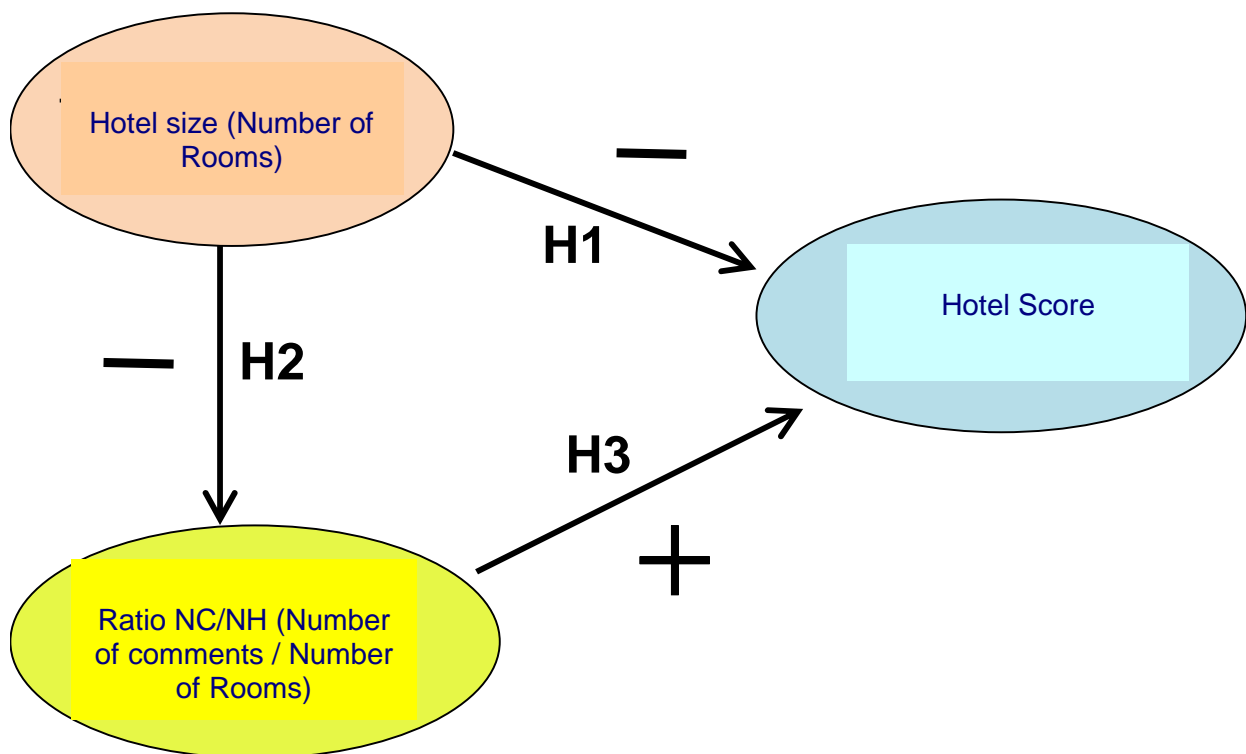 Hotel size (Number of
Rooms)
—
H1
Hotel Score
—
H2
H3
+
Ratio NC/NH (Number
of comments / Number
of Rooms)